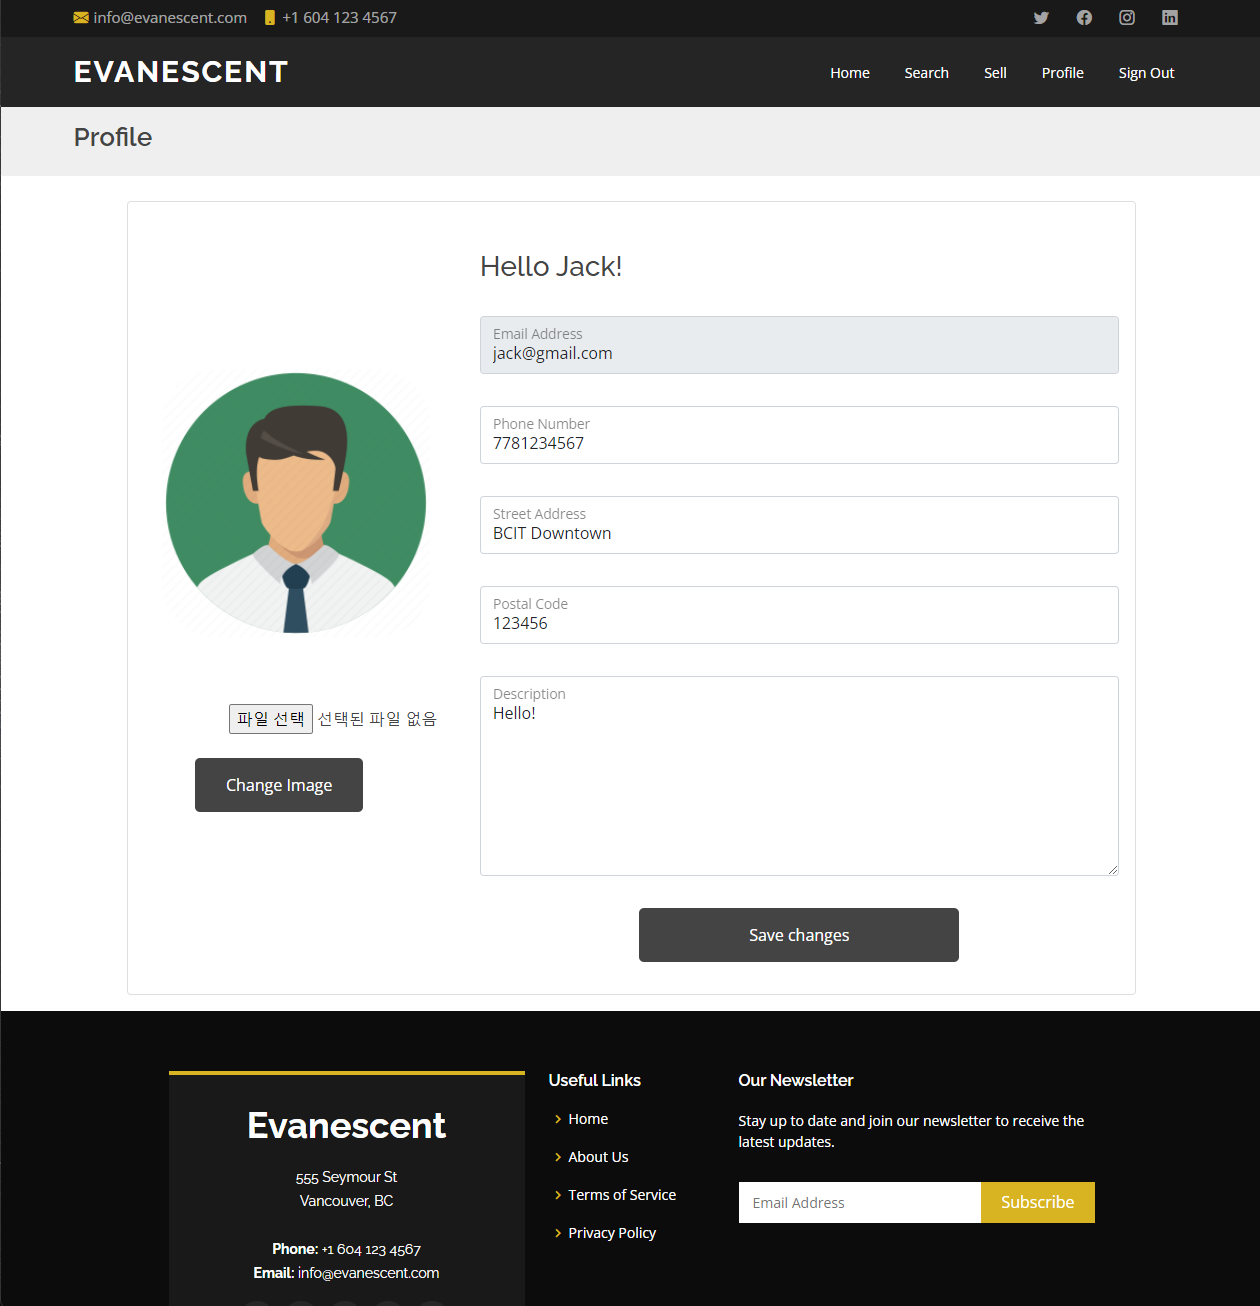 info@evanescent.com +1 604 123 4567
EVANESCENT
Home Search Sell Profile Sign Out
Profile
Hello Jack!
Email Address
jack@gmail.com
Phone Number
7781234567
Street Address
BCIT Downtown
Postal Code
123456
Description
Hello!
파일 선택 선택된 파일 없음
Change Image
Save changes
Evanescent
555 Seymour St
Vancouver, BC
Phone: +1 604 123 4567
Email: info@evanescent.com
Useful Links
Home
About Us
Terms of Service
Privacy Policy
Our Newsletter
Stay up to date and join our newsletter to receive the
latest updates.
Email Address Subscribe